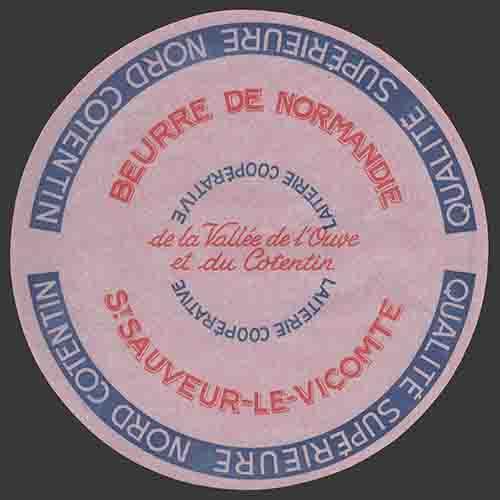 QUALITÉ SUPÉRIEURE NORD COTENTIN
BEURRE DE NORMANDIE
LAITERIE COOPÉRATIVE
de la Vallée de l'Ouve
et du Cotentin
LAITERIE COOPÉRATIVE
ST SAUVEUR-LE-VICOMTE
QUALITÉ SUPÉRIEURE NORD COTENTIN